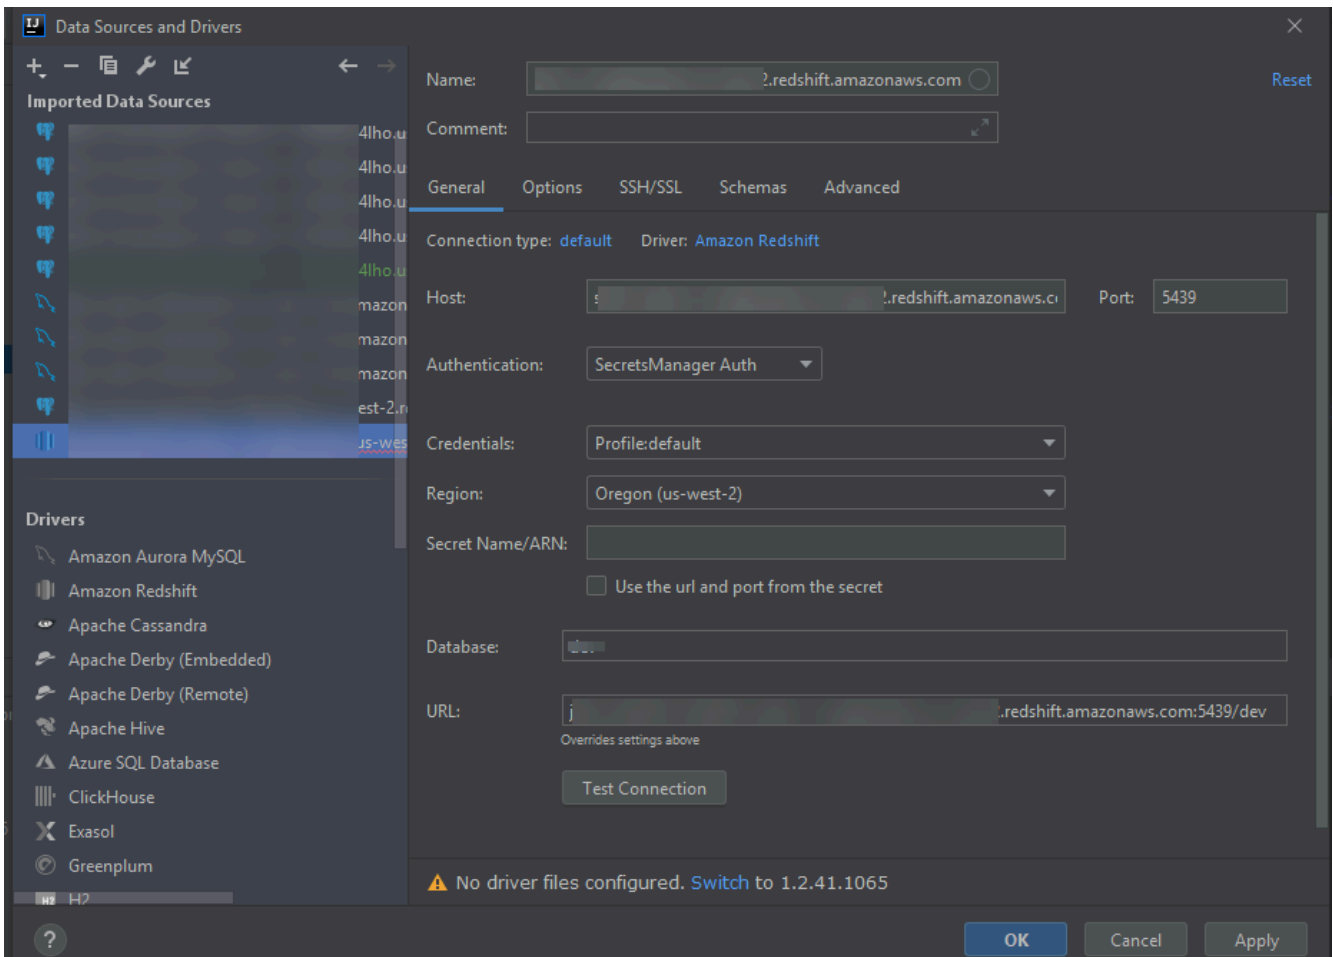 Data Sources and Drivers
Imported Data Sources
4lho.u
4lho.u
4lho.u
4lho.u
4lho.u
mazon
mazon
mazon
est-2.r
us-wes
Drivers
Amazon Aurora MySQL
Amazon Redshift
Apache Cassandra
Apache Derby (Embedded)
Apache Derby (Remote)
Apache Hive
Azure SQL Database
ClickHouse
Exasol
Greenplum
H2 H2
Name: 2.redshift.amazonaws.com Reset
Comment:
General Options SSH/SSL Schemas Advanced
Connection type: default Driver: Amazon Redshift
Host: .redshift.amazonaws.c Port: 5439
Authentication: SecretsManager Auth
Credentials: Profile:default
Region: Oregon (us-west-2)
Secret Name/ARN:
Use the url and port from the secret
Database:
URL: j .redshift.amazonaws.com:5439/dev
Overrides settings above
Test Connection
No driver files configured. Switch to 1.2.41.1065
? OK Cancel Apply